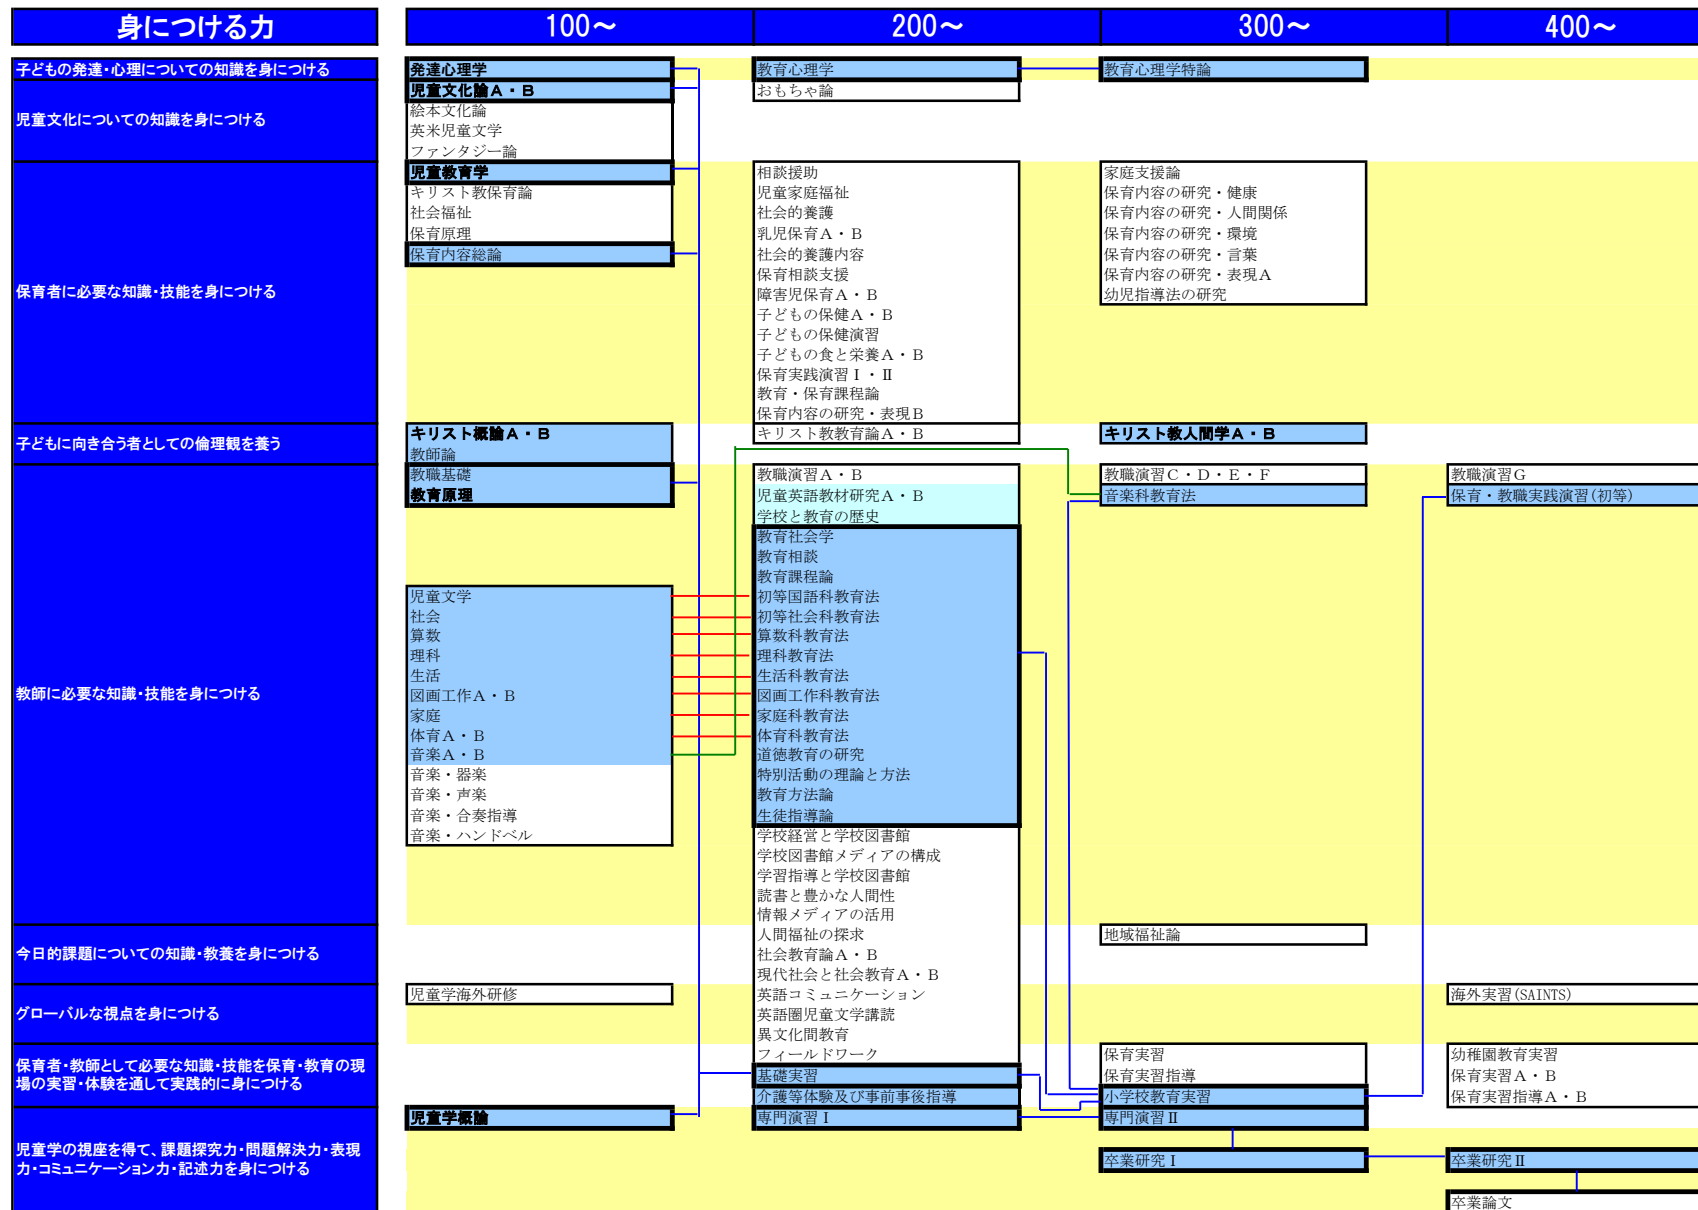 身につける力
100～
200～
300～
400～
子どもの発達・心理についての知識を身につける
発達心理学
教育心理学
教育心理学特論
児童文化についての知識を身につける
児童文化論Ａ・Ｂ
絵本文化論
英米児童文学
ファンタジー論
おもちゃ論
保育者に必要な知識・技能を身につける
児童教育学
キリスト教保育論
社会福祉
保育原理
保育内容総論
相談援助
児童家庭福祉
社会的養護
乳児保育Ａ・Ｂ
社会的養護内容
保育相談支援
障害児保育Ａ・Ｂ
子どもの保健Ａ・Ｂ
子どもの保健演習
子どもの食と栄養Ａ・Ｂ
保育実践演習Ⅰ・Ⅱ
教育・保育課程論
保育内容の研究・表現Ｂ
家庭支援論
保育内容の研究・健康
保育内容の研究・人間関係
保育内容の研究・環境
保育内容の研究・言葉
保育内容の研究・表現Ａ
幼児指導法の研究
子どもに向き合う者としての倫理観を養う
キリスト概論Ａ・Ｂ
教師論
キリスト教教育論Ａ・Ｂ
キリスト教人間学Ａ・Ｂ
教師に必要な知識・技能を身につける
教職基礎
教育原理
児童文学
社会
算数
理科
生活
図画工作Ａ・Ｂ
家庭
体育Ａ・Ｂ
音楽Ａ・Ｂ
音楽・器楽
音楽・声楽
音楽・合奏指導
音楽・ハンドベル
教職演習Ａ・Ｂ
児童英語教材研究Ａ・Ｂ
学校と教育の歴史
教育社会学
教育相談
教育課程論
初等国語科教育法
初等社会科教育法
算数科教育法
理科教育法
生活科教育法
図画工作科教育法
家庭科教育法
体育科教育法
道徳教育の研究
特別活動の理論と方法
教育方法論
生徒指導論
学校経営と学校図書館
学校図書館メディアの構成
学習指導と学校図書館
読書と豊かな人間性
情報メディアの活用
教職演習Ｃ・Ｄ・Ｅ・Ｆ
音楽科教育法
教職演習Ｇ
保育・教職実践演習(初等)
今日的課題についての知識・教養を身につける
人間福祉の探求
社会教育論Ａ・Ｂ
現代社会と社会教育Ａ・Ｂ
地域福祉論
グローバルな視点を身につける
児童学海外研修
英語コミュニケーション
英語圏児童文学講読
異文化間教育
海外実習(SAINTS)
保育者・教師として必要な知識・技能を保育・教育の現
場の実習・体験を通して実践的に身につける
フィールドワーク
基礎実習
介護等体験及び事前事後指導
保育実習
保育実習指導
小学校教育実習
幼稚園教育実習
保育実習Ａ・Ｂ
保育実習指導Ａ・Ｂ
児童学の視座を得て、課題探究力・問題解決力・表現
力・コミュニケーション力・記述力を身につける
児童学概論
専門演習Ⅰ
専門演習Ⅱ
卒業研究Ⅰ
卒業研究Ⅱ
卒業論文